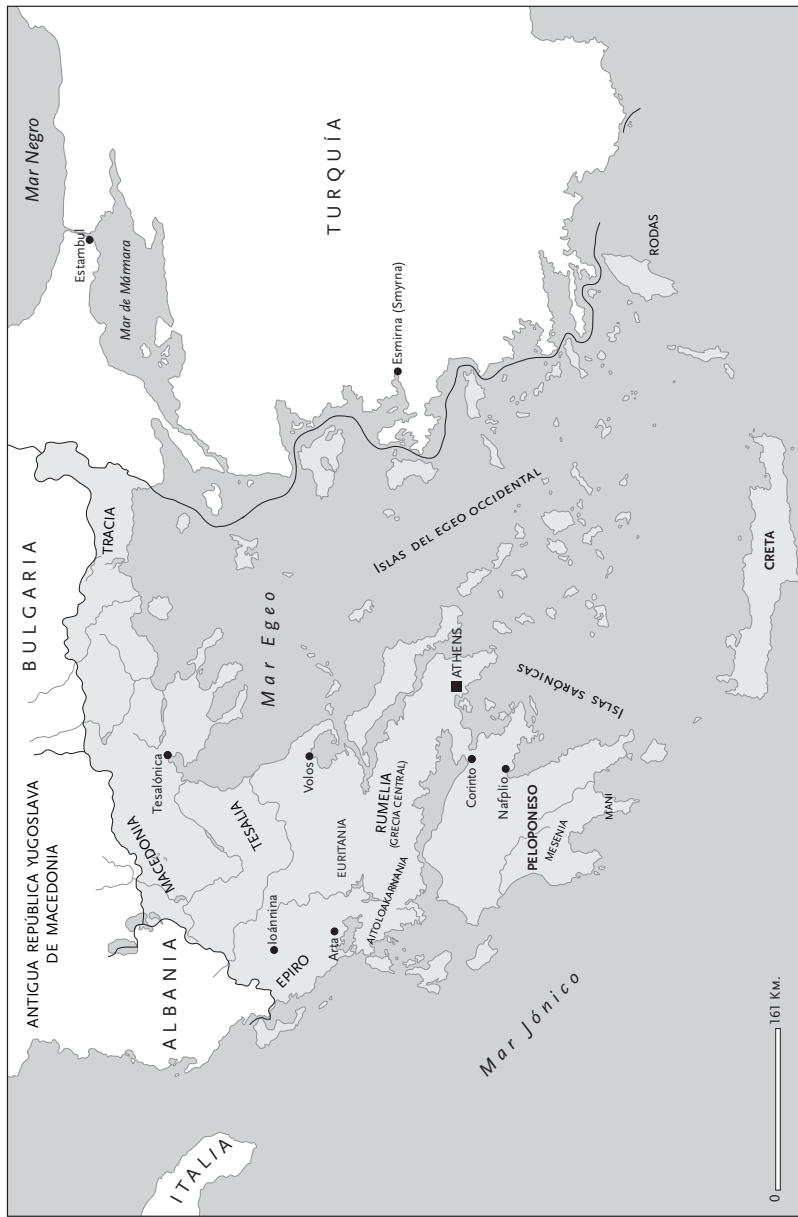 Mar Negro
BULGARIA
ANTIGUA REPÚBLICA YUGOSLAVA
DE MACEDONIA
Estambul
Mar de Mármara
TRACIA
ALBANIA
MACEDONIA
Tesalónica
ITALIA
TURQUÍA
TESALIA
Mar Egeo
Ioánnina
EPIRO
Volos
Arta
EURITANIA
Esmirna (Smyrna)
RUMELIA
(GRECIA CENTRAL)
AITOLOAKARNANIA
ISLAS DEL EGEO OCCIDENTAL
ATHENS
Corinto
Nafplio
ISLAS SARÓNICAS
PELOPONESO
MESENIA
MANI
Mar Jónico
RODAS
CRETA
0 161 KM.